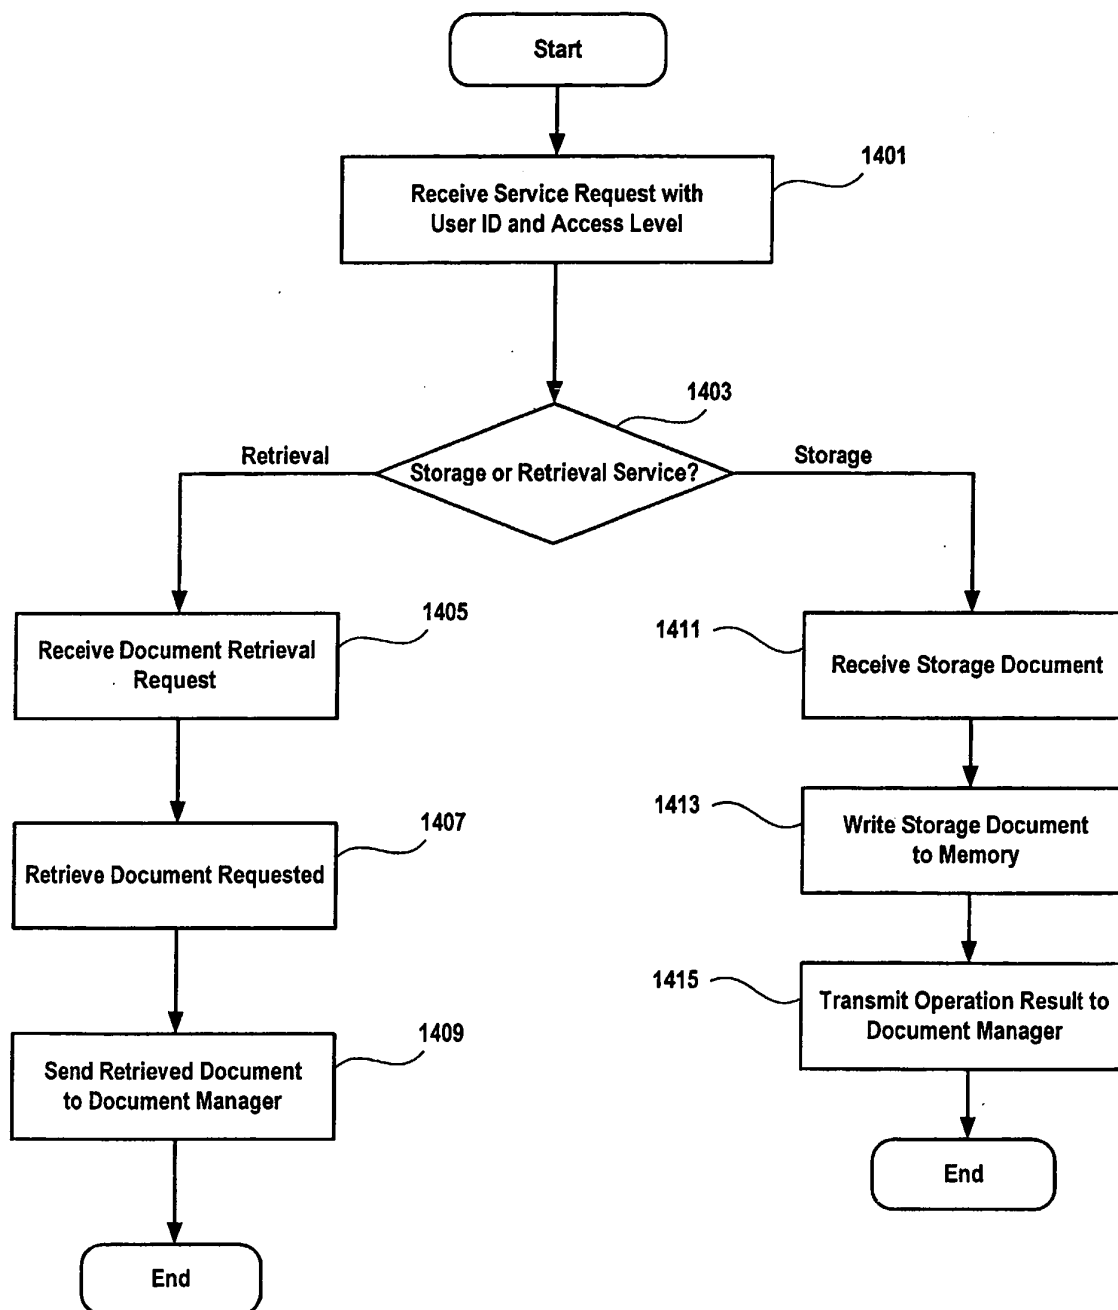 Start
1401
Receive Service Request with
User ID and Access Level
1403
Retrieval
Storage or Retrieval Service?
Storage
1405
Receive Document Retrieval
Request
1411
Receive Storage Document
1407
Retrieve Document Requested
1413
Write Storage Document
to Memory
1409
Send Retrieved Document
to Document Manager
1415
Transmit Operation Result to
Document Manager
End
End